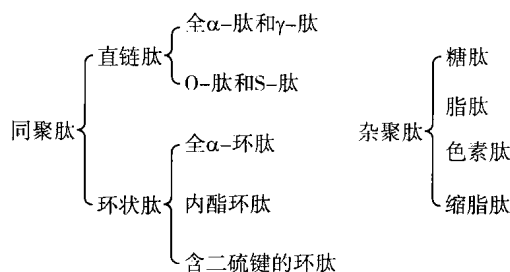 全α-肽和γ-肽
直链肽
O-肽和S-肽
同聚肽
全α-环肽
环状肽
内酯环肽
含二硫键的环肽
糖肽
脂肽
杂聚肽
色素肽
缩脂肽